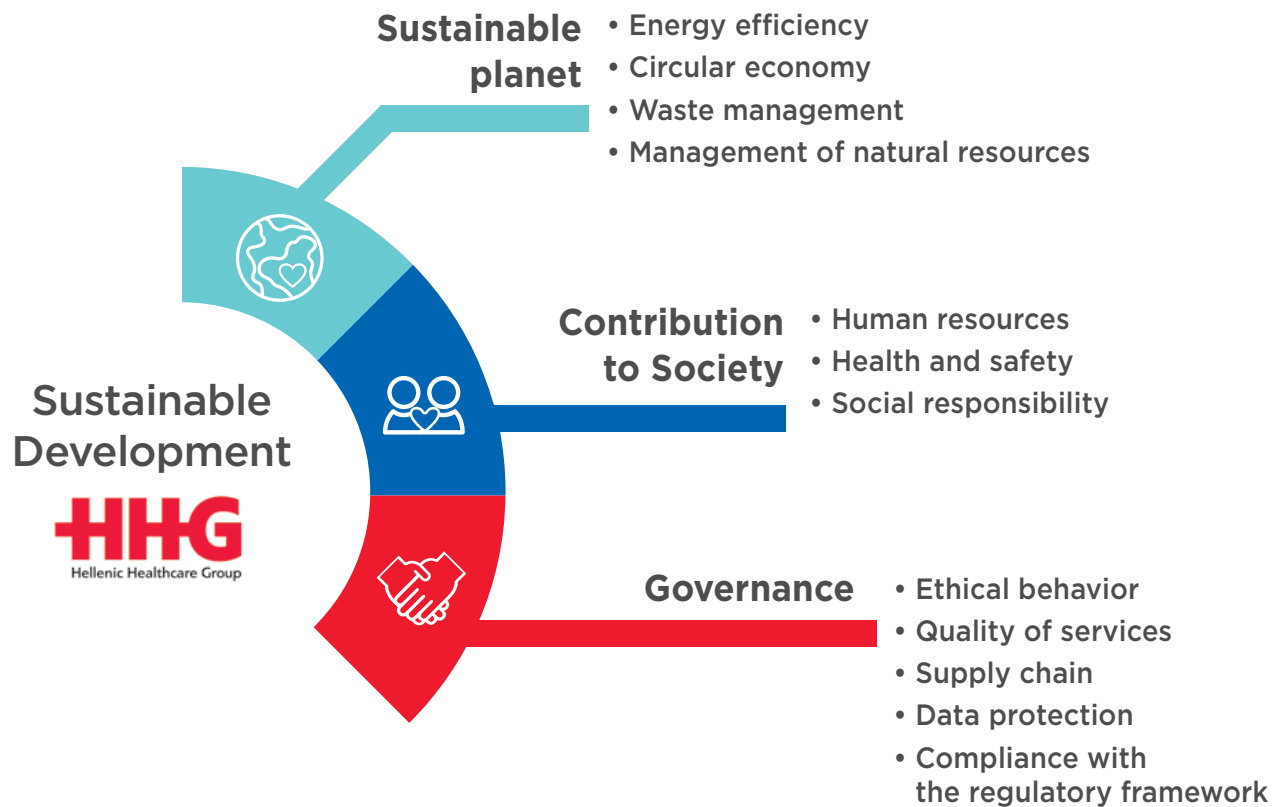 Sustainable
planet
• Energy efficiency
• Circular economy
• Waste management
• Management of natural resources
Contribution
to Society
• Human resources
• Health and safety
• Social responsibility
Sustainable
Development
HHG
Hellenic Healthcare Group
Governance
• Ethical behavior
• Quality of services
• Supply chain
• Data protection
• Compliance with
the regulatory framework